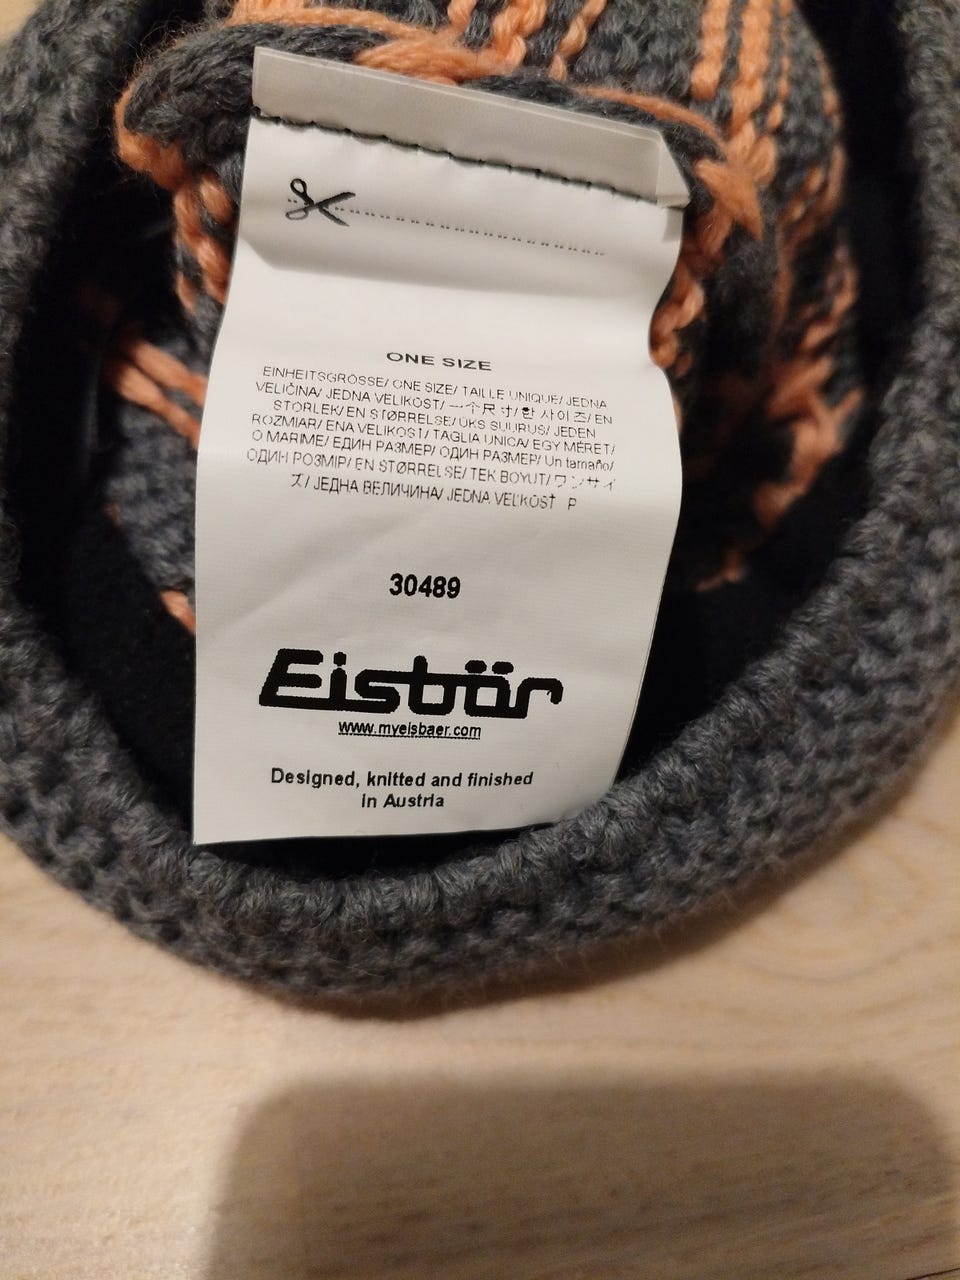 ONE SIZE
EINHEITSGRÖSSE/ ONE SIZE/ TAILLE UNIQUE/ JEDNA
VELIČINA/ JEDNA VELIKOST/ 一个尺寸/ 한 사이즈/ EN
STORLEK/ EN STØRRELSE/ ÜKS SUURUS/ JEDEN
ROZMIAR/ ENA VELIKOST/ TAGLIA UNICA/ EGY MÉRET/
O MARIME/ ЕДИН РАЗМЕР/ ОДИН РАЗМЕР/ Un tamaño/
ОДИН РОЗМІР/ EN STØRRELSE/ TEK BOYUT/ ワンサイ
ズ/ ЈЕДНА ВЕЛИЧИНА/ JEDNA VEĽKOSŤ P
30489
Eisbär
www.myeisbaer.com
Designed, knitted and finished
in Austria